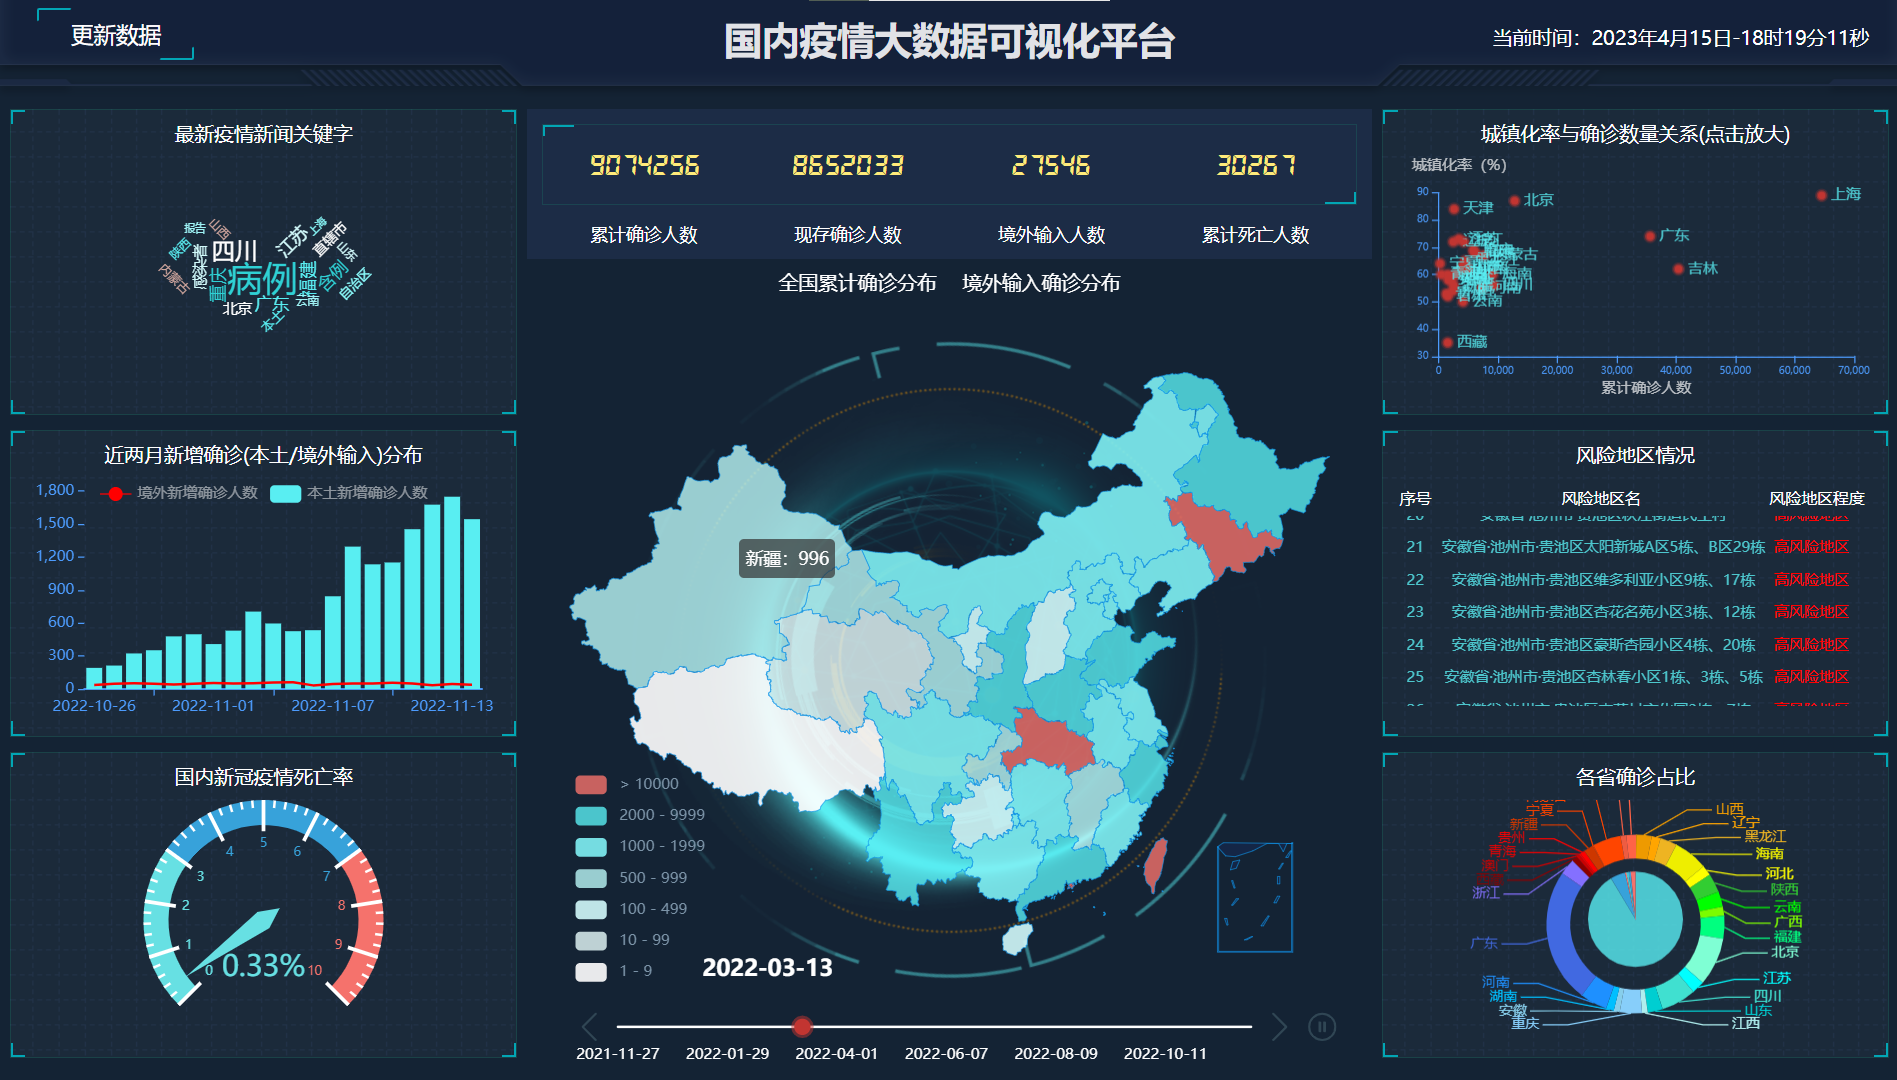 更新数据
国内疫情大数据可视化平台
当前时间：2023年4月15日-18时19分11秒
最新疫情新闻关键字
报告
山西
上海
江苏
直辖市
山东
陕西
四川
病例
福建
合例
自治区
内蒙古
重庆
北京
广东
云南
本土
近两月新增确诊(本土/境外输入)分布
境外新增确诊人数
本土新增确诊人数
1,800
1,500
1,200
900
600
300
0
2022-10-26
2022-11-01
2022-11-07
2022-11-13
国内新冠疫情死亡率
0
1
2
3
4
5
6
7
8
9
10
0.33%
9074256
8652033
27546
30267
累计确诊人数
现存确诊人数
境外输入人数
累计死亡人数
全国累计确诊分布
境外输入确诊分布
新疆：996
> 10000
2000 - 9999
1000 - 1999
500 - 999
100 - 499
10 - 99
1 - 9
2022-03-13
2021-11-27
2022-01-29
2022-04-01
2022-06-07
2022-08-09
2022-10-11
城镇化率与确诊数量关系(点击放大)
城镇化率（%）
90
80
70
60
50
40
30
天津
北京
上海
广东
吉林
云南
西藏
0
10,000
20,000
30,000
40,000
50,000
60,000
70,000
累计确诊人数
风险地区情况
序号 风险地区名 风险地区程度
21 安徽省·池州市·贵池区太阳新城A区5栋、B区29栋 高风险地区
22 安徽省·池州市·贵池区维多利亚小区9栋、17栋 高风险地区
23 安徽省·池州市·贵池区杏花名苑小区3栋、12栋 高风险地区
24 安徽省·池州市·贵池区豪斯杏园小区4栋、20栋 高风险地区
25 安徽省·池州市·贵池区杏林春小区1栋、3栋、5栋 高风险地区
各省确诊占比
宁夏
新疆
贵州
青海
澳门
浙江
广东
河南
湖南
安徽
重庆
山西
辽宁
黑龙江
海南
河北
陕西
云南
广西
福建
北京
江苏
四川
山东
江西